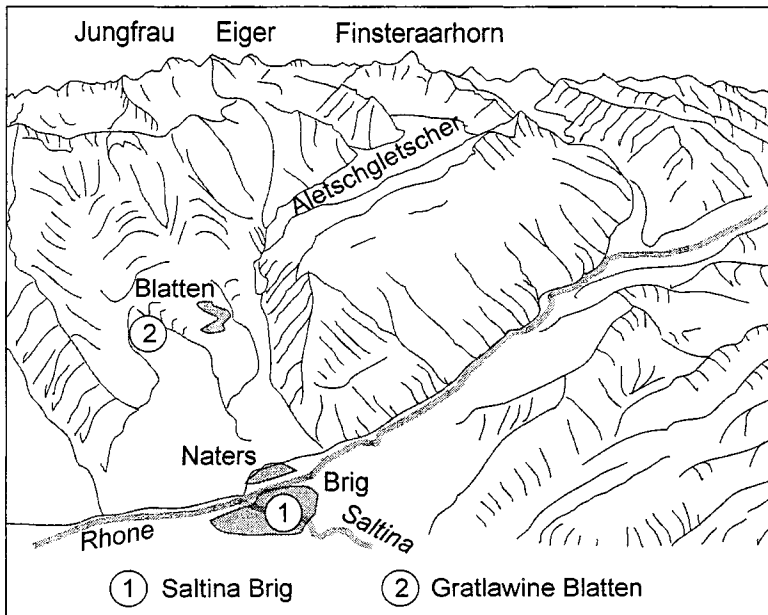 Jungfrau Eiger Finsteraarhorn
Aletschgletscher
Blatten
2
Naters
Brig
1
Rhone
Saltina
1 Saltina Brig 2 Gratlawine Blatten